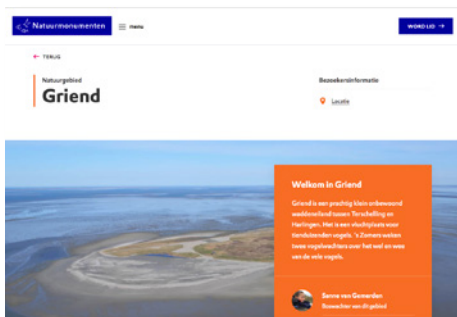 Natuurmonumenten
menu
WORD LID →
← TERUG
Natuurgebied
Griend
Bezoekersinformatie
Locatie
Welkom in Griend
Griend is een prachtig klein onbewoond
waddeneiland tussen Terschelling en
Harlingen. Het is een vluchtplaats voor
tienduizenden vogels. 's Zomers waken
twee vogelwachters over het wel en wee
van de vele vogels.
Sanne van Gemerden
Boswachter van dit gebied